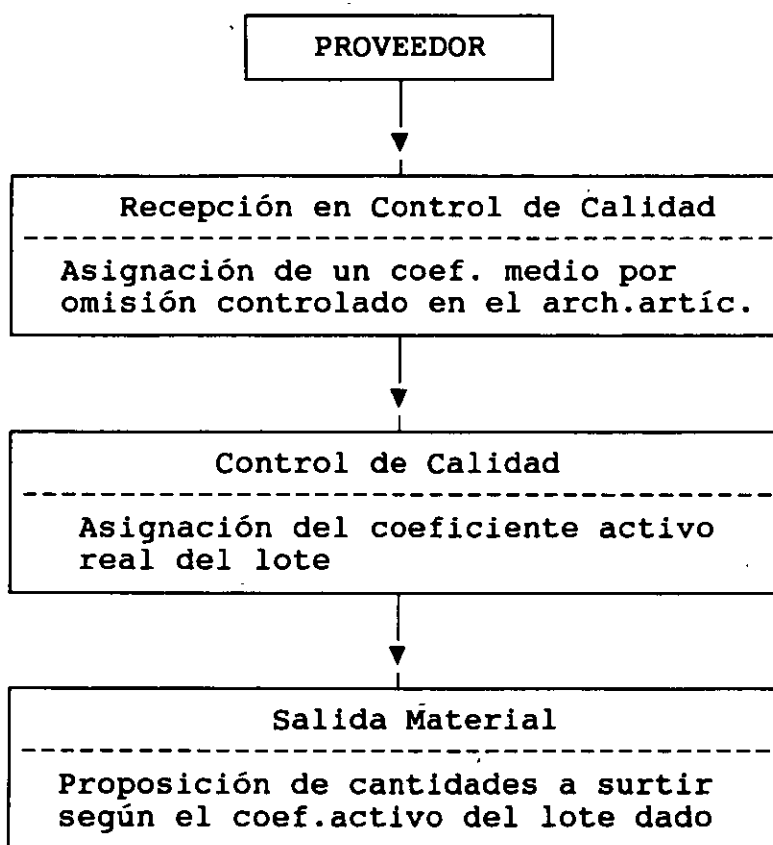 PROVEEDOR
Recepción en Control de Calidad
Asignación de un coef. medio por
omisión controlado en el arch.artíc.
Control de Calidad
Asignación del coeficiente activo
real del lote
Salida Material
Proposición de cantidades a surtir
según el coef.activo del lote dado